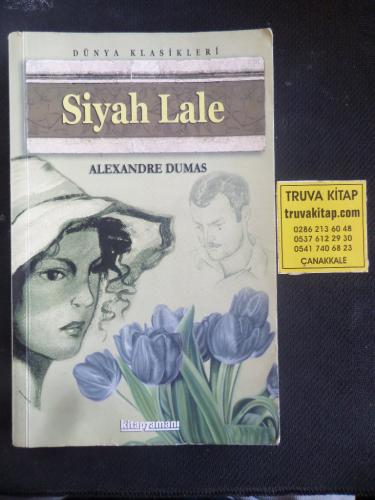 DÜNYA KLASİKLERİ
Siyah Lale
ALEXANDRE DUMAS
kitapzamanı
TRUVA KİTAP
truvakitap.com
0286 213 60 48
0537 612 29 30
0541 740 68 23
ÇANAKKALE